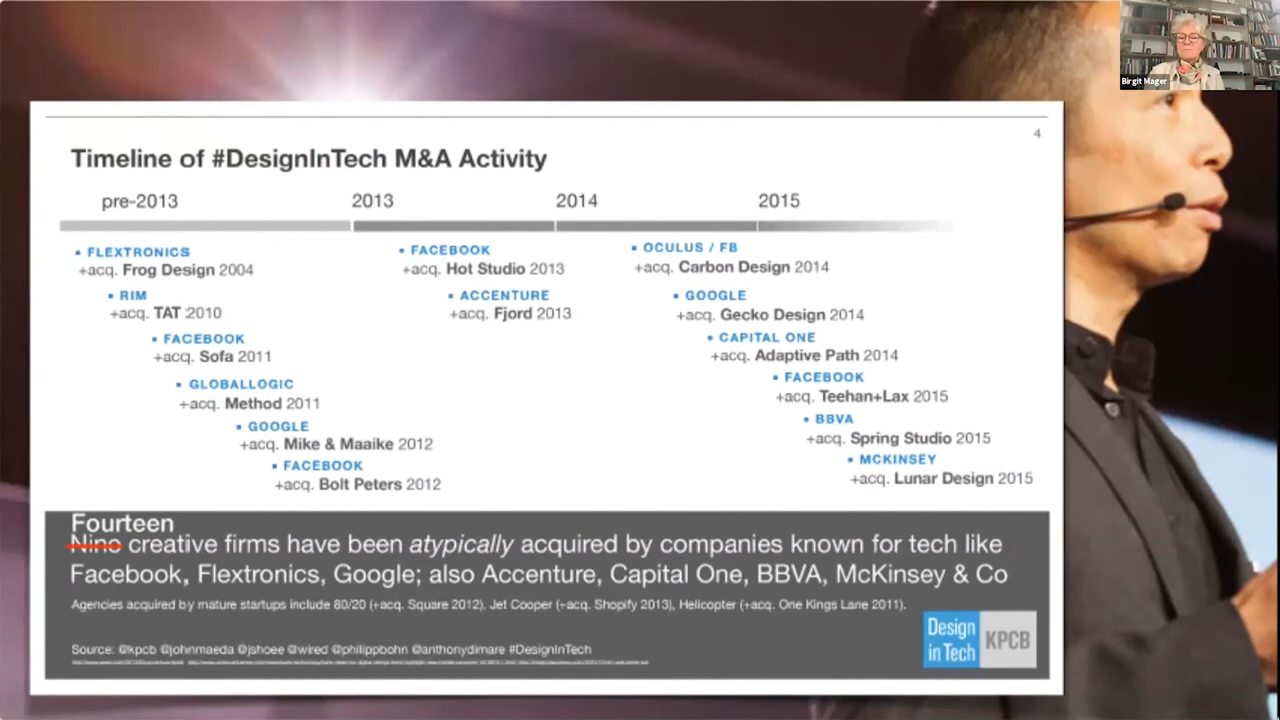 Birgit Mager
4
Timeline of #DesignInTech M&A Activity
pre-2013
2013
2014
2015
▪ FLEXTRONICS
+acq. Frog Design 2004
▪ RIM
+acq. TAT 2010
▪ FACEBOOK
+acq. Sofa 2011
▪ GLOBALLOGIC
+acq. Method 2011
▪ GOOGLE
+acq. Mike & Maaike 2012
▪ FACEBOOK
+acq. Bolt Peters 2012
▪ FACEBOOK
+acq. Hot Studio 2013
▪ ACCENTURE
+acq. Fjord 2013
▪ OCULUS / FB
+acq. Carbon Design 2014
▪ GOOGLE
+acq. Gecko Design 2014
▪ CAPITAL ONE
+acq. Adaptive Path 2014
▪ FACEBOOK
+acq. Teehan+Lax 2015
▪ BBVA
+acq. Spring Studio 2015
▪ MCKINSEY
+acq. Lunar Design 2015
Fourteen
Nine creative firms have been atypically acquired by companies known for tech like
Facebook, Flextronics, Google; also Accenture, Capital One, BBVA, McKinsey & Co
Agencies acquired by mature startups include 80/20 (+acq. Square 2012), Jet Cooper (+acq. Shopify 2013), Helicopter (+acq. One Kings Lane 2011).
Source: @kpcb @johnmaeda @jshoee @wired @philippbohn @anthonydimare #DesignInTech
Design
in Tech
KPCB